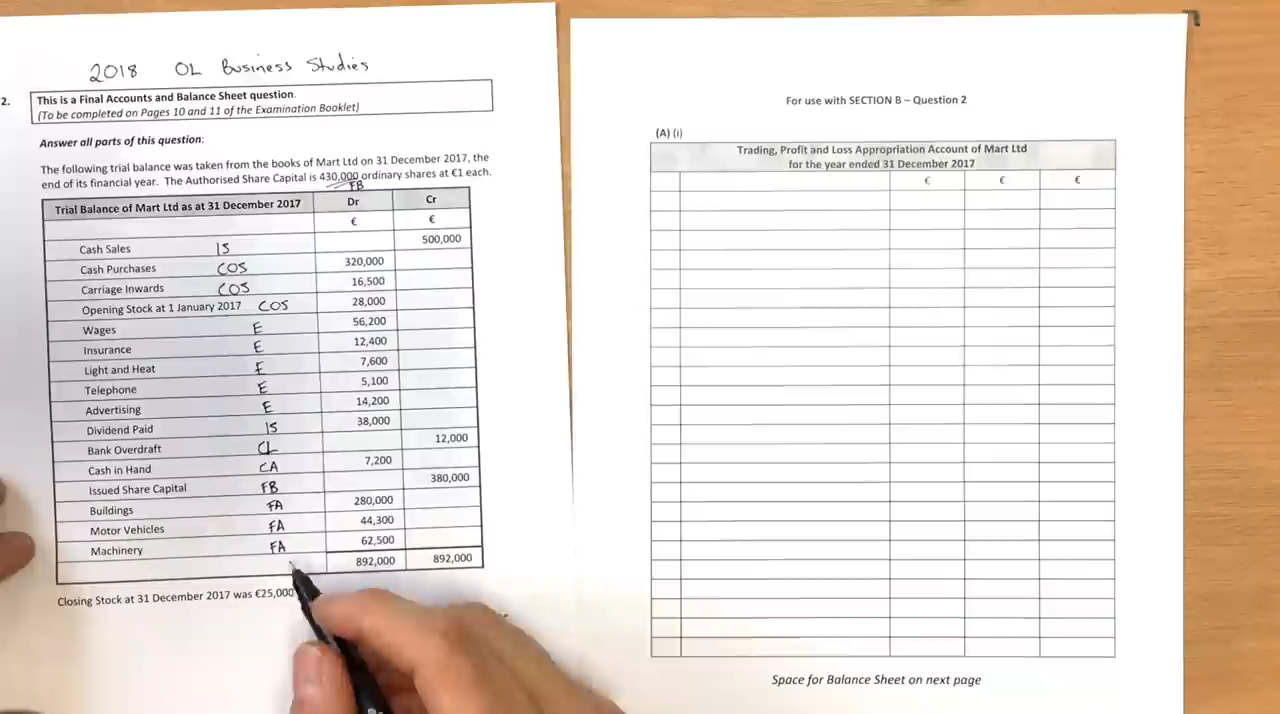 2018 OL Business Studies
2. This is a Final Accounts and Balance Sheet question.
(To be completed on Pages 10 and 11 of the Examination Booklet)
Answer all parts of this question:
The following trial balance was taken from the books of Mart Ltd on 31 December 2017, the
end of its financial year. The Authorised Share Capital is 430,000 ordinary shares at €1 each.
FB
Trial Balance of Mart Ltd as at 31 December 2017 Dr Cr
€ €
Cash Sales IS 500,000
Cash Purchases COS 320,000
Carriage Inwards COS 16,500
Opening Stock at 1 January 2017 COS 28,000
Wages E 56,200
Insurance E 12,400
Light and Heat E 7,600
Telephone E 5,100
Advertising E 14,200
Dividend Paid IS 38,000
Bank Overdraft CL 12,000
Cash in Hand CA 7,200
Issued Share Capital FB 380,000
Buildings FA 280,000
Motor Vehicles FA 44,300
Machinery FA 62,500
892,000 892,000
Closing Stock at 31 December 2017 was €25,000
For use with SECTION B – Question 2
(A) (i)
Trading, Profit and Loss Appropriation Account of Mart Ltd
for the year ended 31 December 2017
€ € €
Space for Balance Sheet on next page